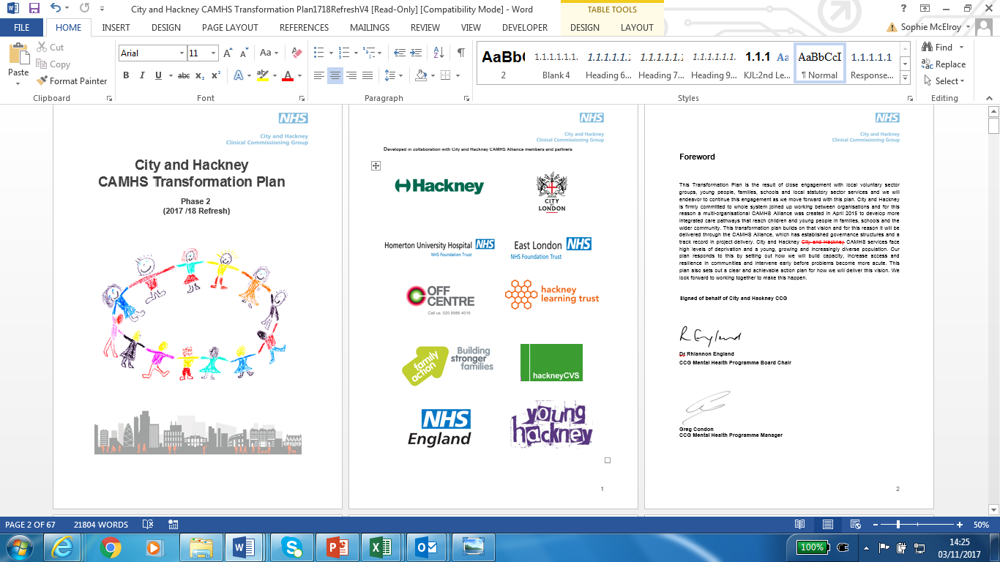 City and Hackney CAMHS Transformation Plan1718RefreshV4 [Read-Only] [Compatibility Mode] - Word
TABLE TOOLS
FILE HOME INSERT DESIGN PAGE LAYOUT REFERENCES MAILINGS REVIEW VIEW DEVELOPER DESIGN LAYOUT
Sophie McElroy
Paste
Cut
Copy
Format Painter
Clipboard
Arial 11
Font
Paragraph
AaBb( 1.1.1.1.1.1. 1.1.1.1.1.1 1.1.1.1.1.1. 1.1.1.1.1.1. 1.1.1 Aa AaBbCcI 1.1.1.1.1
2 Blank 4 Heading 6... Heading 7... Heading 9... KJL:2nd Le... ¶ Normal Response...
Styles
Find
Replace
Select
Editing
NHS
City and Hackney
Clinical Commissioning Group
City and Hackney
CAMHS Transformation Plan
Phase 2
(2017 /18 Refresh)
NHS
City and Hackney
Clinical Commissioning Group
Developed in collaboration with City and Hackney CAMHS Alliance members and partners
Hackney
CITY
OF
LONDON
Homerton University Hospital NHS
NHS Foundation Trust
East London NHS
NHS Foundation Trust
OFF
CENTRE
Call us: 020 8986 4016
hackney
learning trust
family
action
Building
stronger
families
hackneyCVS
NHS
England
young
hackney
1
NHS
City and Hackney
Clinical Commissioning Group
Foreword
This Transformation Plan is the result of close engagement with local voluntary sector
groups, young people, families, schools and local statutory sector services and we will
endeavor to continue this engagement as we move forward with this plan. City and Hackney
is firmly committed to whole system joined up working between organisations and for this
reason a multi-organisational CAMHS Alliance was created in April 2015 to develop more
integrated care pathways that reach children and young people in families, schools and the
wider community. This transformation plan builds on that vision and for this reason it will be
delivered through the CAMHS Alliance, which has established governance structures and a
track record in project delivery. City and Hackney City and Hackney CAMHS services face
high levels of deprivation and a young, growing and increasingly diverse population. Our
plan responds to this by setting out how we will build capacity, increase access and
resilience in communities and intervene early before problems become more acute. This
plan also sets out a clear and achievable action plan for how we will deliver this vision. We
look forward to working together to make this happen.
Signed of behalf of City and Hackney CCG
R England
Dr Rhiannon England
CCG Mental Health Programme Board Chair
Greg Condon
CCG Mental Health Programme Manager
2
PAGE 2 OF 67 21804 WORDS
50%
100%
14:25
03/11/2017